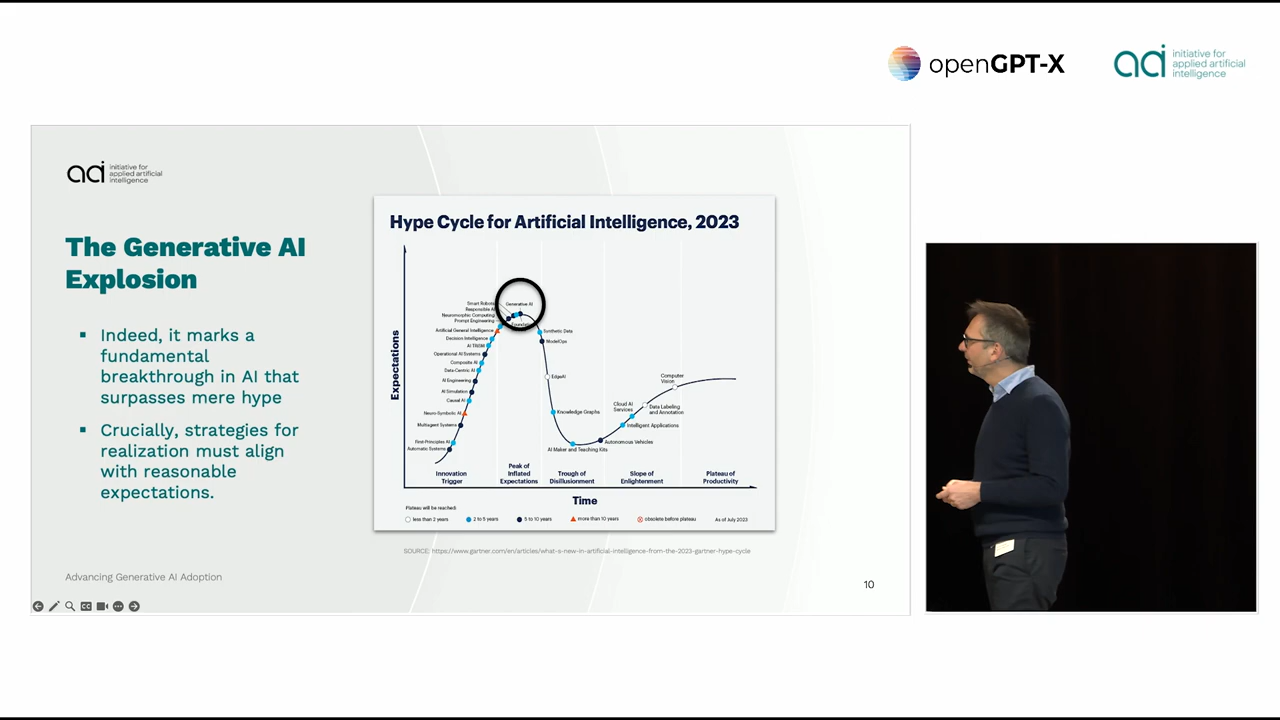 openGPT-X
aai initiative for
applied artificial
intelligence
aai initiative for
applied artificial
intelligence
The Generative AI
Explosion
▪ Indeed, it marks a
fundamental
breakthrough in AI that
surpasses mere hype
▪ Crucially, strategies for
realization must align
with reasonable
expectations.
Hype Cycle for Artificial Intelligence, 2023
Expectations
Smart Robots
Responsible AI
Neuromorphic Computing
Prompt Engineering
Artificial General Intelligence
Decision Intelligence
AI TRiSM
Operational AI Systems
Composite AI
Data-Centric AI
AI Engineering
AI Simulation
Causal AI
Neuro-Symbolic AI
Multiagent Systems
First-Principles AI
Automatic Systems
Generative AI
Synthetic Data
ModelOps
EdgeAI
Knowledge Graphs
AI Maker and Teaching Kits
Autonomous Vehicles
Intelligent Applications
Cloud AI
Services
Data Labeling
and Annotation
Computer
Vision
Innovation
Trigger
Peak of
Inflated
Expectations
Trough of
Disillusionment
Slope of
Enlightenment
Plateau of
Productivity
Time
Plateau will be reached:
less than 2 years
2 to 5 years
5 to 10 years
more than 10 years
obsolete before plateau
As of July 2023
SOURCE: https://www.gartner.com/en/articles/what-s-new-in-artificial-intelligence-from-the-2023-gartner-hype-cycle
Advancing Generative AI Adoption
10